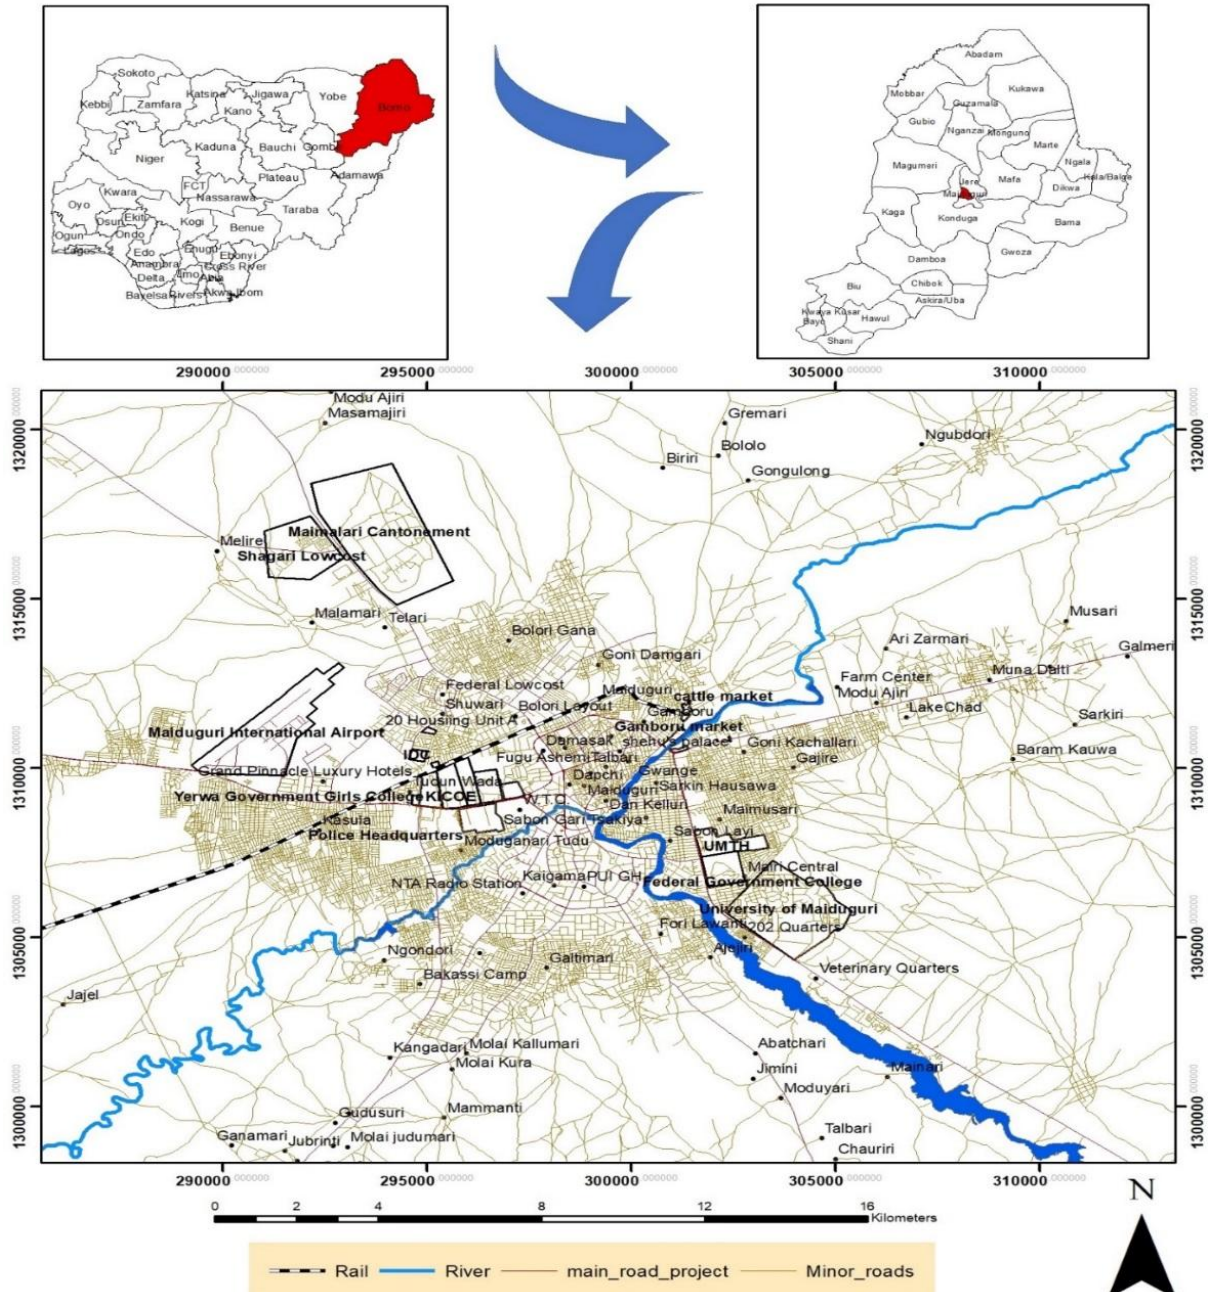 Sokoto
Kebbi
Zamfara
Katsina
Jigawa
Yobe
Borno
Kano
Niger
Kaduna
Bauchi
Gomb
Plateau
Adamawa
FCT
Nassarawa
Kwara
Oyo
Taraba
Osun
Ekiti
Kogi
Benue
Ogun
Ondo
Lagos
Edo
Enugu
Ebonyi
Anambra
Cross River
Delta
Imo
Abia
Bayelsa
Rivers
Akwa Ibom
Abadam
Mobbar
Kukawa
Guzamala
Gubio
Nganzai
Monguno
Marte
Magumeri
Ngala
Kala/Balge
Jere
Mafa
Dikwa
Maiduguri
Kaga
Konduga
Bama
Gwoza
Damboa
Biu
Chibok
Askira/Uba
Kwaya Kusar
Hawul
Bayo
Shani
290000 295000 300000 305000 310000
1320000
1315000
1310000
1305000
1300000
Modu Ajiri
Masamajiri
Gremari
Bololo
Biriri
Gongulong
Ngubdori
Maimalari Cantonement
Melire
Shagari Lowcost
Malamari
Telari
Bolori Gana
Goni Damgari
Musari
Ari Zarmari
Galmeri
Muna Dalti
Farm Center
Modu Ajiri
LakeChad
Sarkiri
Baram Kauwa
Federal Lowcost
Shuwari
Bolori Layout
20 Housiing Unit A
Maiduguri
cattle market
Gamboru
Gamboru market
Maiduguri International Airport
Damasak
shehu's palace
Goni Kachallari
Gajire
Fugu Ashemi
Talbari
Grand Pinnacle Luxury Hotels
Tudun Wada
Dapchi
Gwange
Sarkin Hausawa
Maiduguri
Yerwa Government Girls College
KICOE
W.T.C
Dan Kelluri
Maimusari
Kasula
Police Headquarters
Sabon Gari Tsakiya
Sabon Layi
Moduganari Tudu
UMTH
Mairi Central
NTA Radio Station
Kaigama
PUI GH
Federal Government College
University of Maiduguri
Fori Lawanti
202 Quarters
Ajejiri
Ngondori
Galtimari
Bakassi Camp
Veterinary Quarters
Jajel
Kangadari
Molai Kallumari
Molai Kura
Abatchari
Jimini
Mainari
Moduyari
Gudusuri
Mammanti
Ganamari
Jubrinti
Molai judumari
Talbari
Chauriri
1320000
1315000
1310000
1305000
1300000
290000 295000 300000 305000 310000
N
0 2 4 8 12 16
Kilometers
Rail River main_road_project Minor_roads